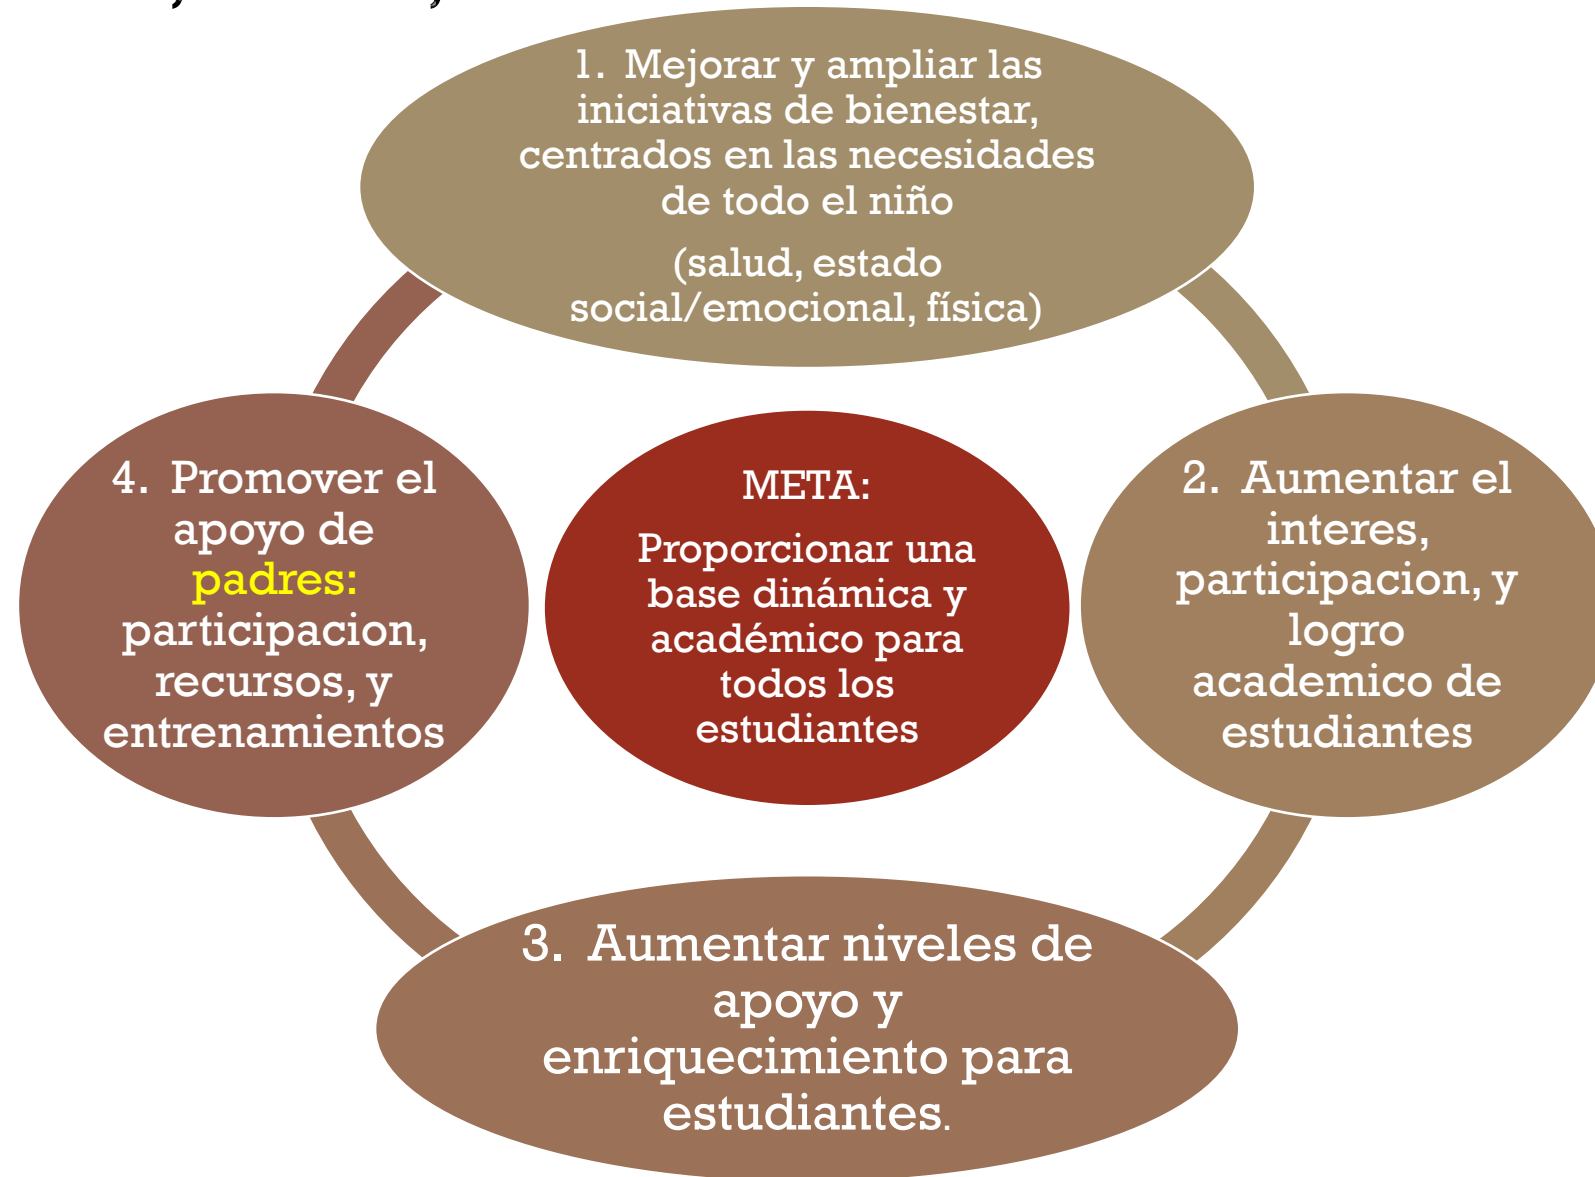 1. Mejorar y ampliar las
iniciativas de bienestar,
centrados en las necesidades
de todo el niño
(salud, estado
social/emocional, física)
4. Promover el
apoyo de
padres:
participacion,
recursos, y
entrenamientos
META:
Proporcionar una
base dinámica y
académico para
todos los
estudiantes
2. Aumentar el
interes,
participacion, y
logro
academico de
estudiantes
3. Aumentar niveles de
apoyo y
enriquecimiento para
estudiantes.